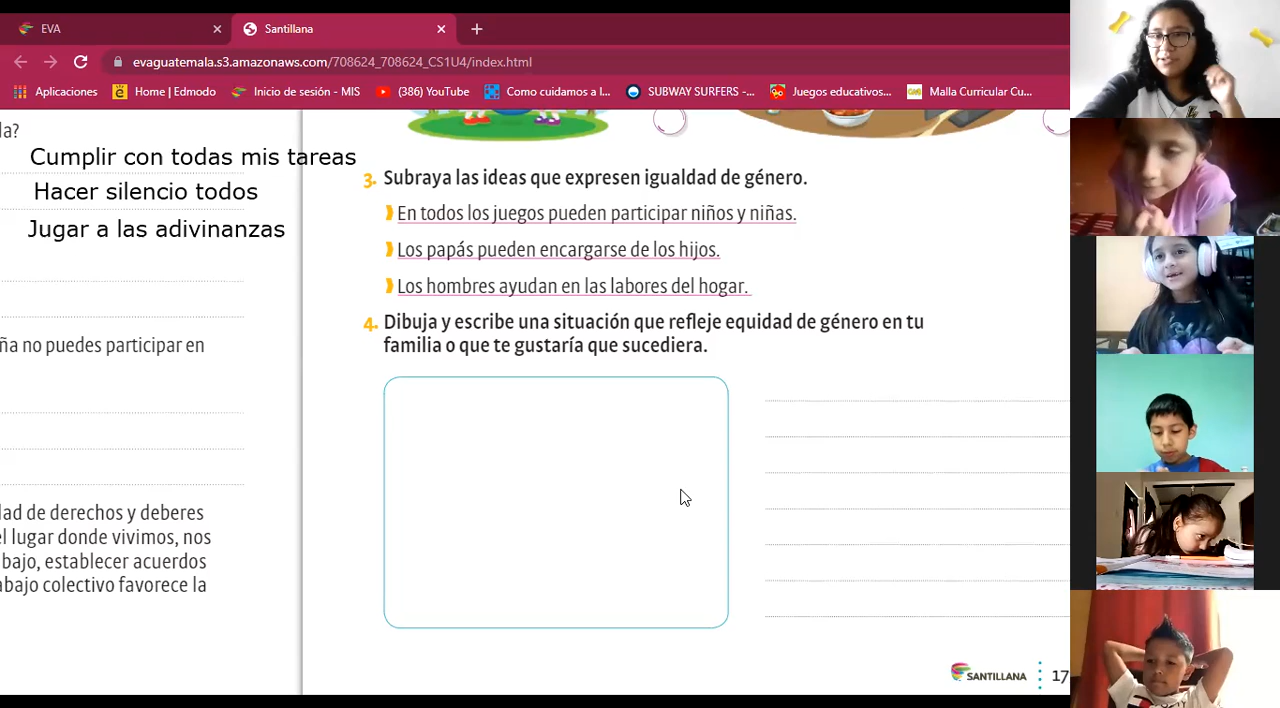 EVA
Santillana
evaguatemala.s3.amazonaws.com/708624_708624_CS1U4/index.html
Aplicaciones
Home | Edmodo
Inicio de sesión - MIS
(386) YouTube
Como cuidamos a l...
SUBWAY SURFERS -...
Juegos educativos...
Malla Curricular Cu...
la?
Cumplir con todas mis tareas
Hacer silencio todos
Jugar a las adivinanzas
ña no puedes participar en
dad de derechos y deberes
el lugar donde vivimos, nos
bajo, establecer acuerdos
abajo colectivo favorece la
3. Subraya las ideas que expresen igualdad de género.
En todos los juegos pueden participar niños y niñas.
Los papás pueden encargarse de los hijos.
Los hombres ayudan en las labores del hogar.
4. Dibuja y escribe una situación que refleje equidad de género en tu
familia o que te gustaría que sucediera.
SANTILLANA
17